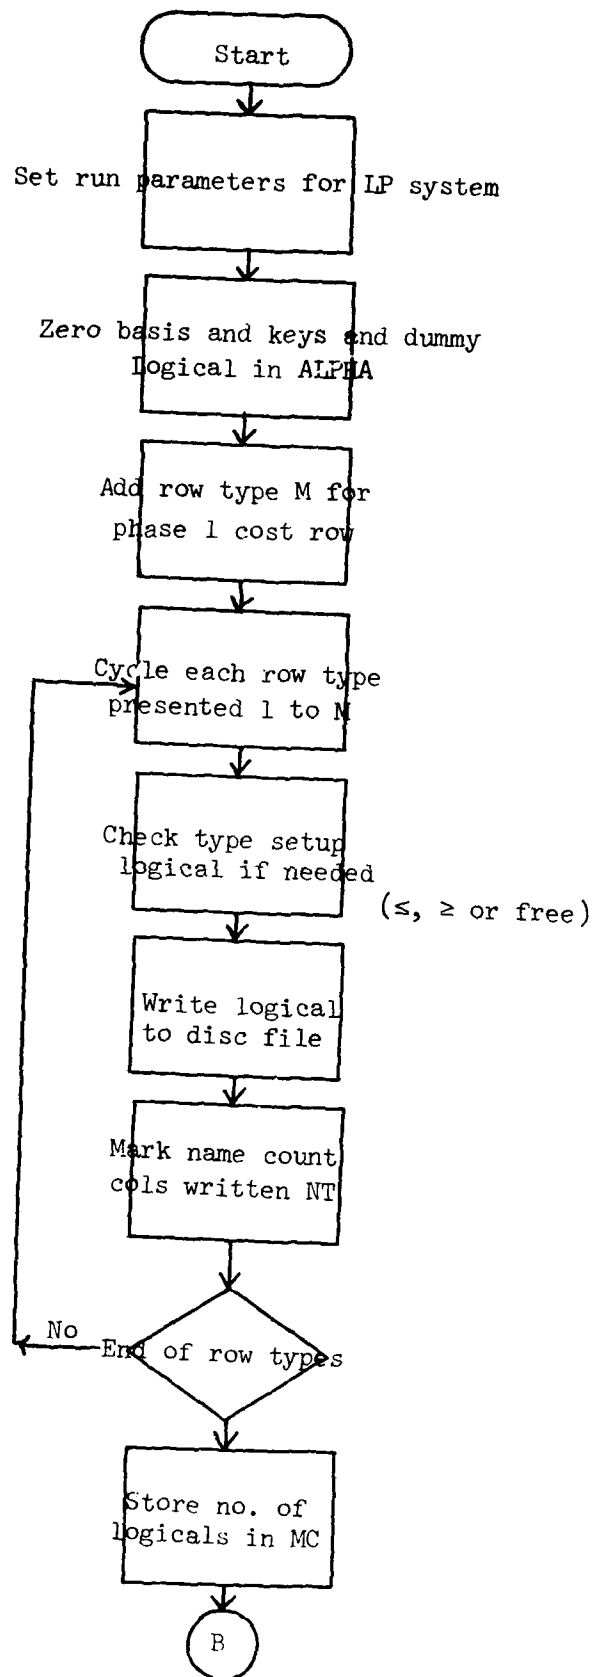 Start
Set run parameters for LP system
Zero basis and keys and dummy
Logical in ALPHA
Add row type M for
phase 1 cost row
Cycle each row type
presented 1 to M
Check type setup
logical if needed
(≤, ≥ or free)
Write logical
to disc file
Mark name count
cols written NT
No
End of row types
Store no. of
logicals in MC
B